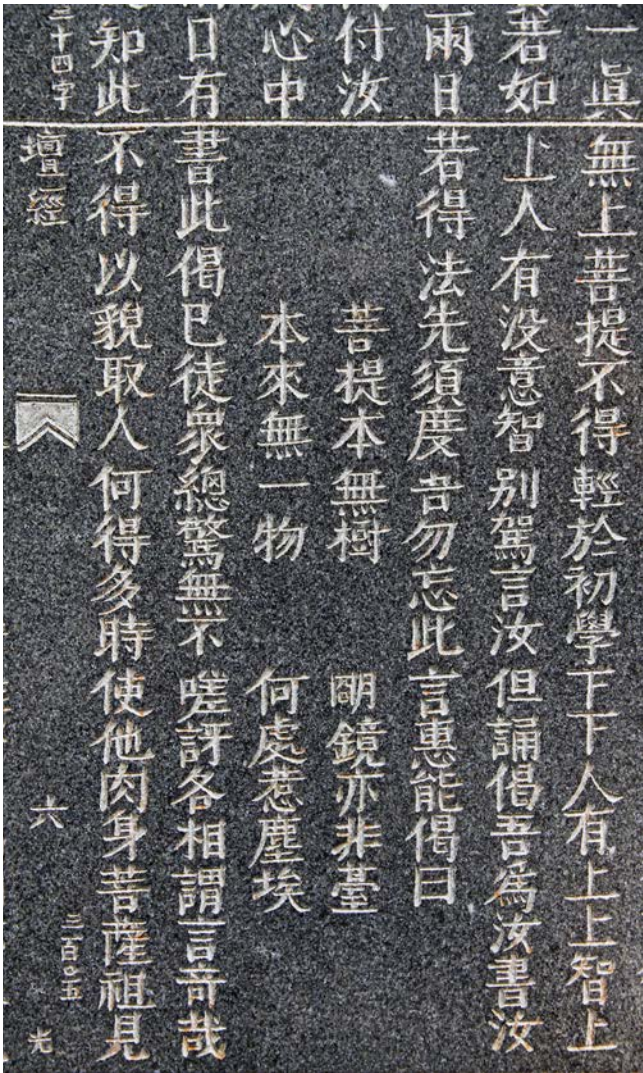 一眞
若如
兩日
付汝
心中
日有
知此
二十四字
無上菩提不得輕於初學下下人有上上智上
上人有没意智別駕言汝但誦偈吾爲汝書汝
若得法先須度吾勿忘此言惠能偈曰
菩提本無樹 明鏡亦非臺
本來無一物 何處惹塵埃
書此偈已徒衆總驚無不嗟訝各相謂言奇哉
不得以貌取人何得多時使他肉身菩薩祖見
壇經 六 三百〇五 光